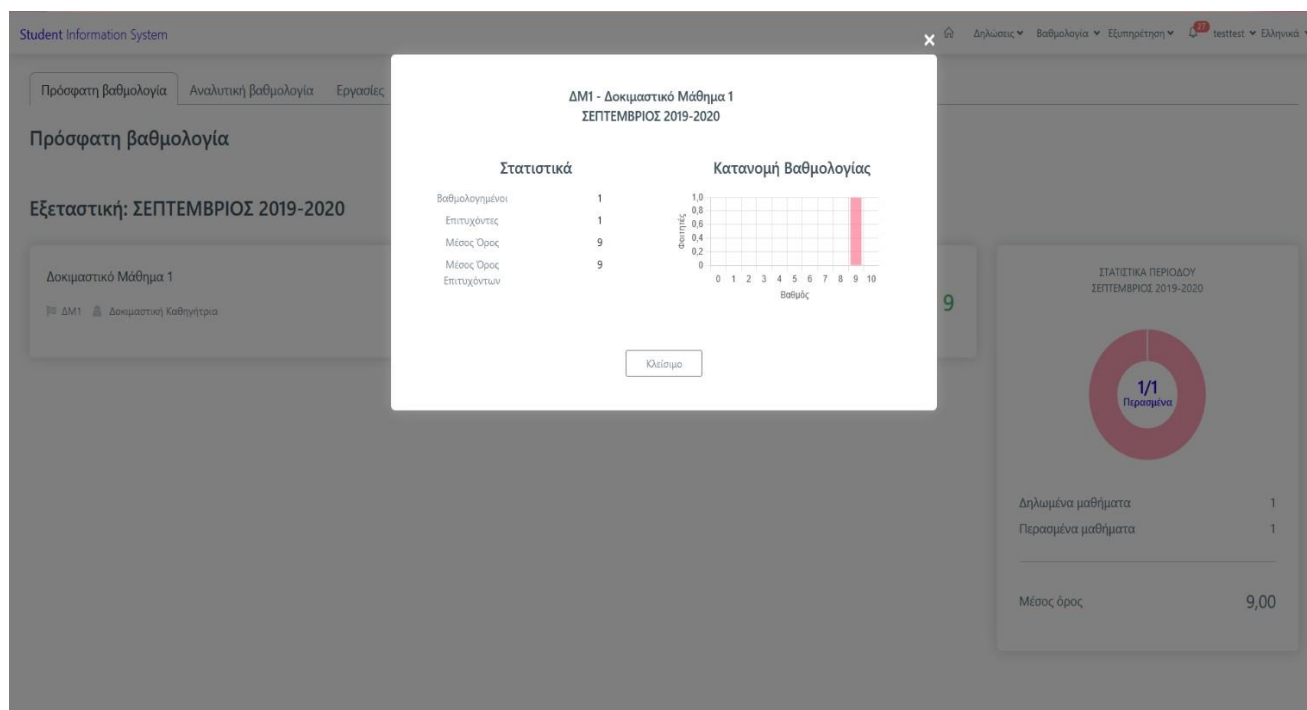 Student Information System
Δηλώσεις Βαθμολογία Εξυπηρέτηση 27 testtest Ελληνικά
Πρόσφατη βαθμολογία Αναλυτική βαθμολογία Εργασίες
Πρόσφατη βαθμολογία
Εξεταστική: ΣΕΠΤΕΜΒΡΙΟΣ 2019-2020
Δοκιμαστικό Μάθημα 1
ΔΜ1 Δοκιμαστική Καθηγήτρια
9
×
ΔΜ1 - Δοκιμαστικό Μάθημα 1
ΣΕΠΤΕΜΒΡΙΟΣ 2019-2020
Στατιστικά
Βαθμολογημένοι 1
Επιτυχόντες 1
Μέσος Όρος 9
Μέσος Όρος 9
Επιτυχόντων
Κατανομή Βαθμολογίας
Φοιτητές
1,0
0,8
0,6
0,4
0,2
0
0 1 2 3 4 5 6 7 8 9 10
Βαθμός
Κλείσιμο
ΣΤΑΤΙΣΤΙΚΑ ΠΕΡΙΟΔΟΥ
ΣΕΠΤΕΜΒΡΙΟΣ 2019-2020
1/1
Περασμένα
Δηλωμένα μαθήματα 1
Περασμένα μαθήματα 1
Μέσος όρος 9,00